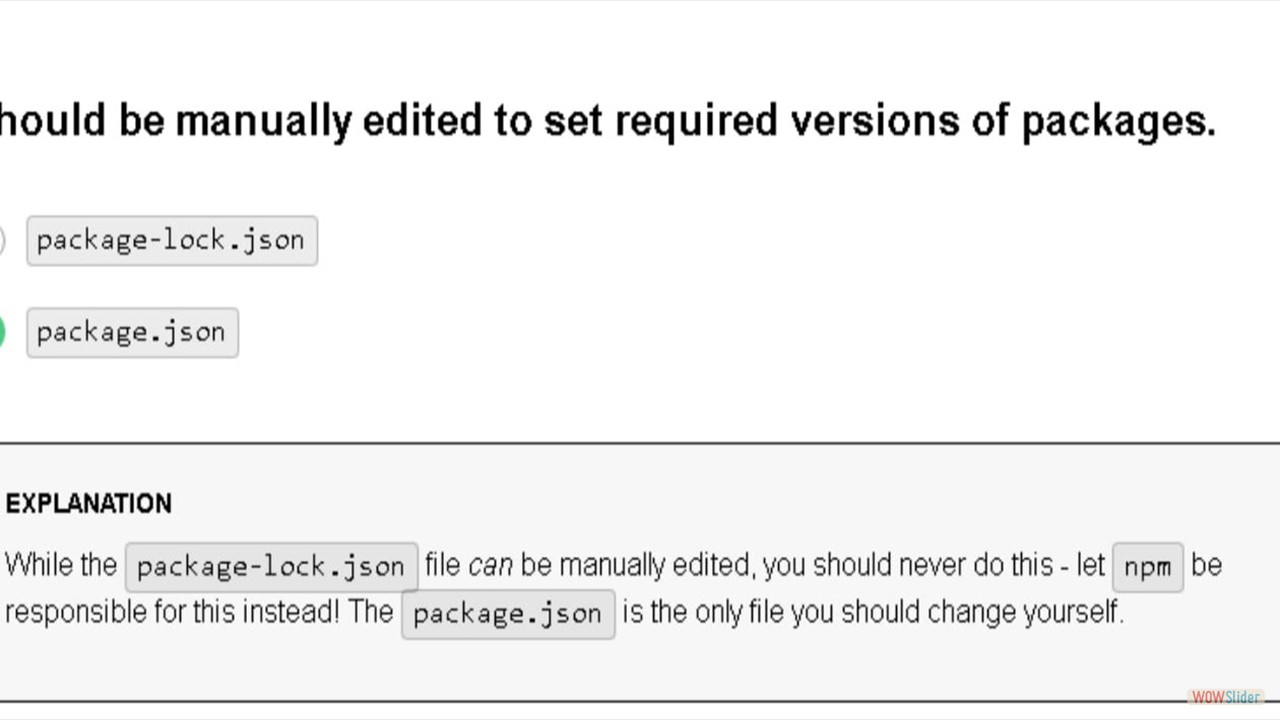 hould be manually edited to set required versions of packages.
package-lock.json
package.json
EXPLANATION
While the package-lock.json file can be manually edited, you should never do this - let npm be
responsible for this instead! The package.json is the only file you should change yourself.
WOWSlider